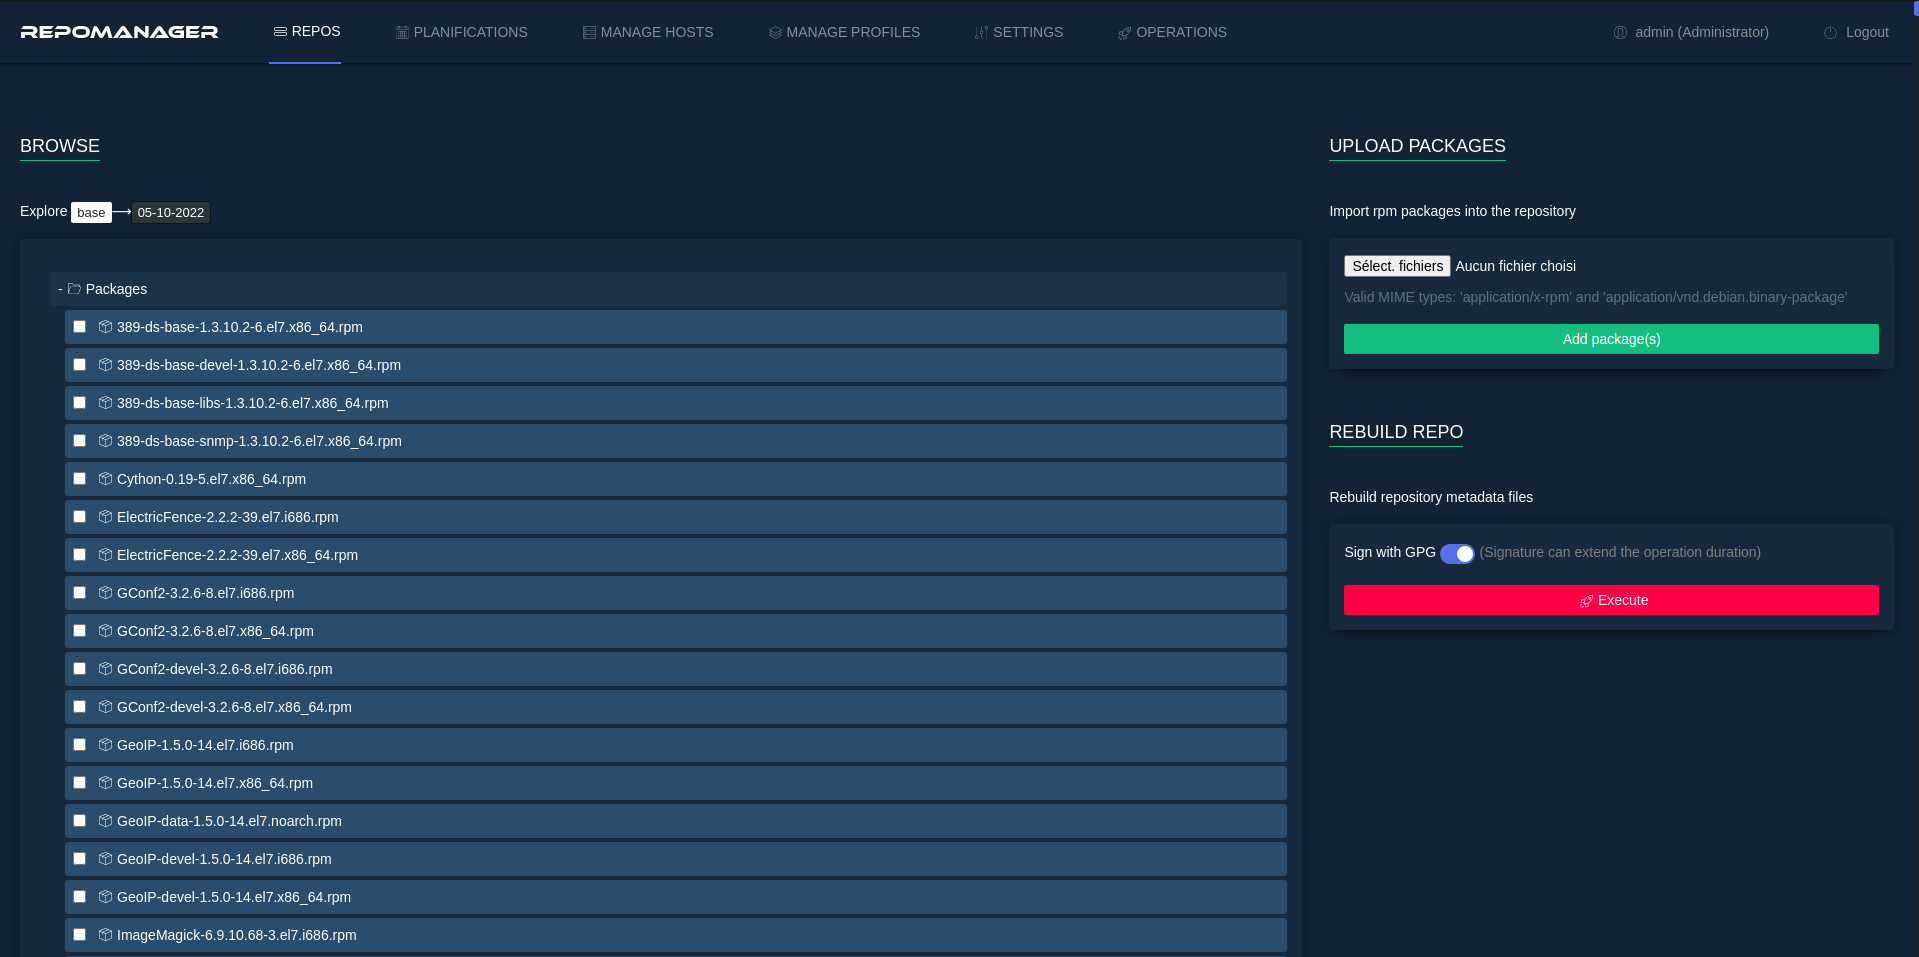 REPOMANAGER
REPOS
PLANIFICATIONS
MANAGE HOSTS
MANAGE PROFILES
SETTINGS
OPERATIONS
admin (Administrator)
Logout
BROWSE
Explore base → 05-10-2022
- Packages
389-ds-base-1.3.10.2-6.el7.x86_64.rpm
389-ds-base-devel-1.3.10.2-6.el7.x86_64.rpm
389-ds-base-libs-1.3.10.2-6.el7.x86_64.rpm
389-ds-base-snmp-1.3.10.2-6.el7.x86_64.rpm
Cython-0.19-5.el7.x86_64.rpm
ElectricFence-2.2.2-39.el7.i686.rpm
ElectricFence-2.2.2-39.el7.x86_64.rpm
GConf2-3.2.6-8.el7.i686.rpm
GConf2-3.2.6-8.el7.x86_64.rpm
GConf2-devel-3.2.6-8.el7.i686.rpm
GConf2-devel-3.2.6-8.el7.x86_64.rpm
GeoIP-1.5.0-14.el7.i686.rpm
GeoIP-1.5.0-14.el7.x86_64.rpm
GeoIP-data-1.5.0-14.el7.noarch.rpm
GeoIP-devel-1.5.0-14.el7.i686.rpm
GeoIP-devel-1.5.0-14.el7.x86_64.rpm
ImageMagick-6.9.10.68-3.el7.i686.rpm
UPLOAD PACKAGES
Import rpm packages into the repository
Sélect. fichiers Aucun fichier choisi
Valid MIME types: 'application/x-rpm' and 'application/vnd.debian.binary-package'
Add package(s)
REBUILD REPO
Rebuild repository metadata files
Sign with GPG (Signature can extend the operation duration)
Execute